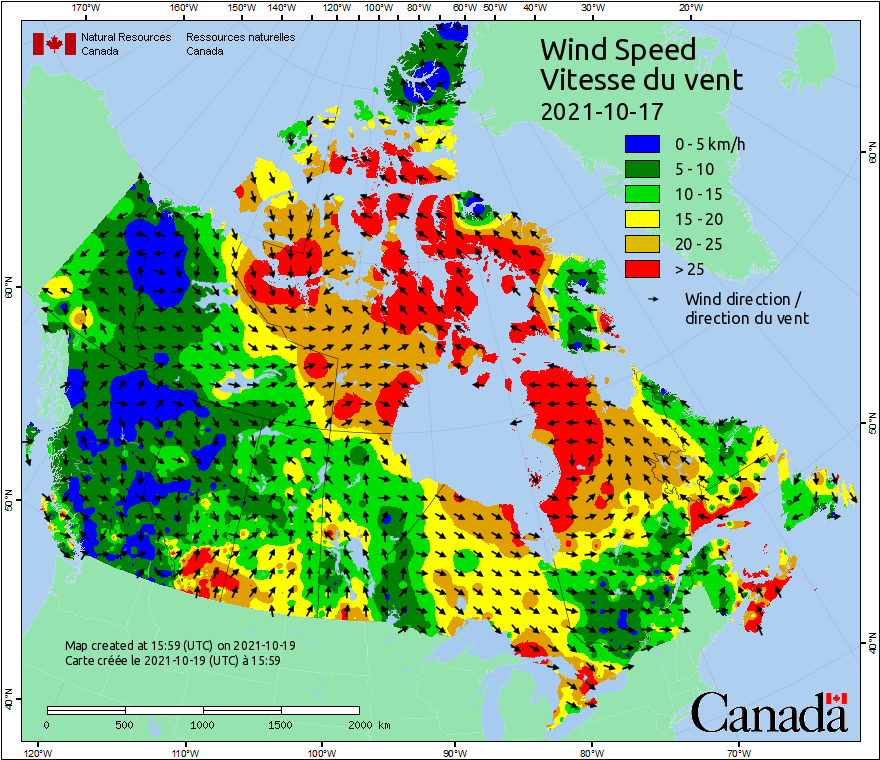 170°W 160°W 150°W 140°W 120°W 100°W 80°W 60°W 50°W 40°W 30°W 20°W
Natural Resources Ressources naturelles
Canada Canada
Wind Speed
Vitesse du vent
2021-10-17
0 - 5 km/h
5 - 10
10 - 15
15 - 20
20 - 25
> 25
Wind direction /
direction du vent
60°N
60°N
50°N
50°N
40°N
40°N
Map created at 15:59 (UTC) on 2021-10-19
Carte créée le 2021-10-19 (UTC) à 15:59
0 500 1000 1500 2000 km
Canada
120°W 110°W 100°W 90°W 80°W 70°W